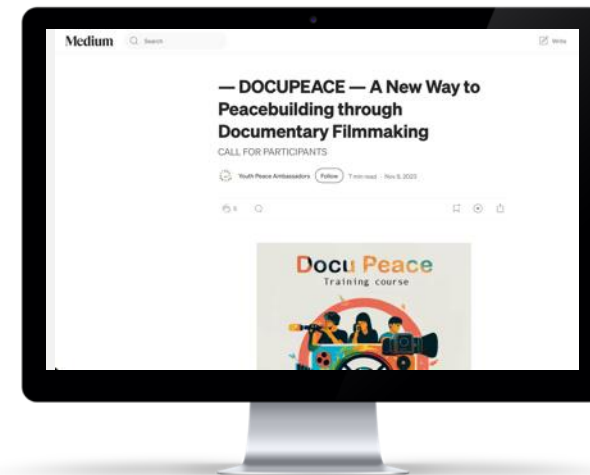 Medium
Search
Write
— DOCUPEACE — A New Way to
Peacebuilding through
Documentary Filmmaking
CALL FOR PARTICIPANTS
Youth Peace Ambassadors Follow 7 min read · Nov 9, 2023
Docu Peace
Training course